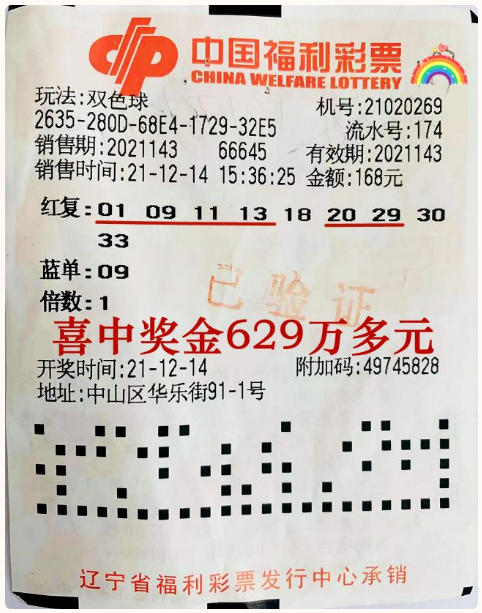 中国福利彩票
CHINA WELFARE LOTTERY
玩法:双色球 机号:21020269
2635-280D-68E4-1729-32E5 流水号:174
销售期:2021143 66645 有效期:2021143
销售时间:21-12-14 15:36:25 金额:168元
红复:01 09 11 13 18 20 29 30
33
蓝单:09
已验证
倍数:1
喜中奖金629万多元
开奖时间:21-12-14 附加码:49745828
地址:中山区华乐街91-1号
辽宁省福利彩票发行中心承销